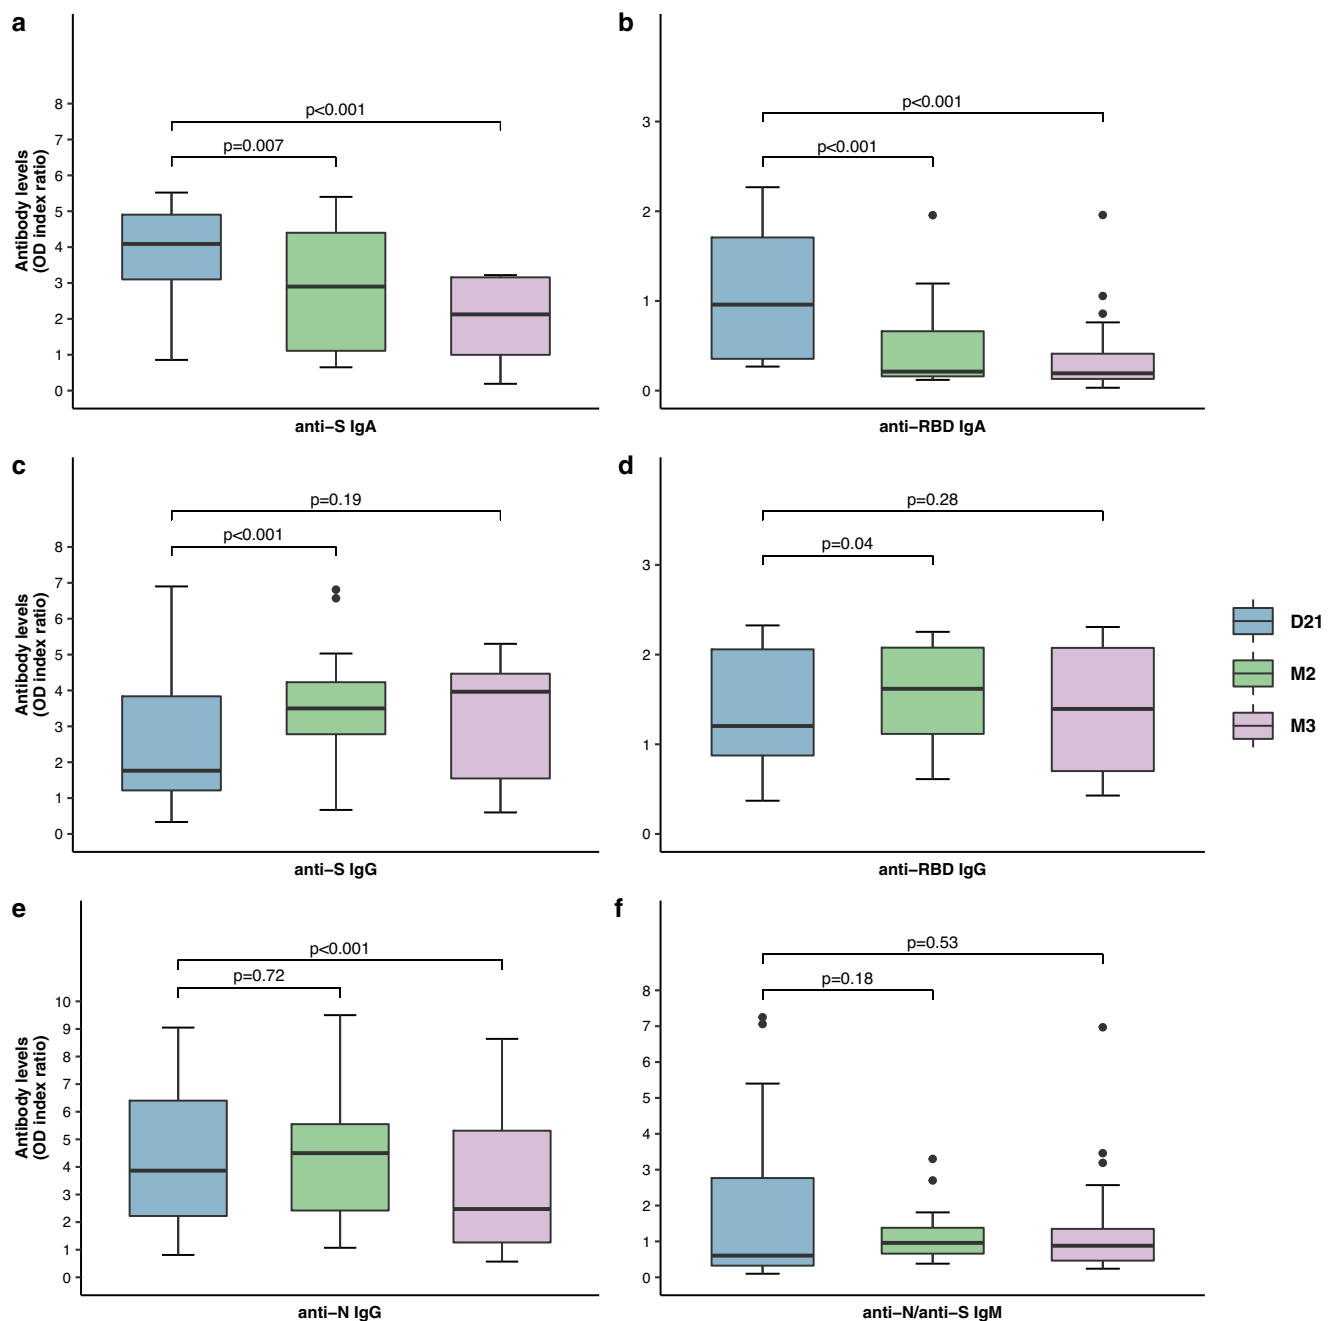 a
p<0.001
p=0.007
8
7
6
5
4
3
2
1
0
Antibody levels
(OD index ratio)
anti−S IgA
b
p<0.001
p<0.001
3
2
1
0
anti−RBD IgA
c
p=0.19
p<0.001
8
7
6
5
4
3
2
1
0
Antibody levels
(OD index ratio)
anti−S IgG
d
p=0.28
p=0.04
3
2
1
0
anti−RBD IgG
D21
M2
M3
e
p<0.001
p=0.72
10
9
8
7
6
5
4
3
2
1
0
Antibody levels
(OD index ratio)
anti−N IgG
f
p=0.53
p=0.18
8
7
6
5
4
3
2
1
0
anti−N/anti−S IgM